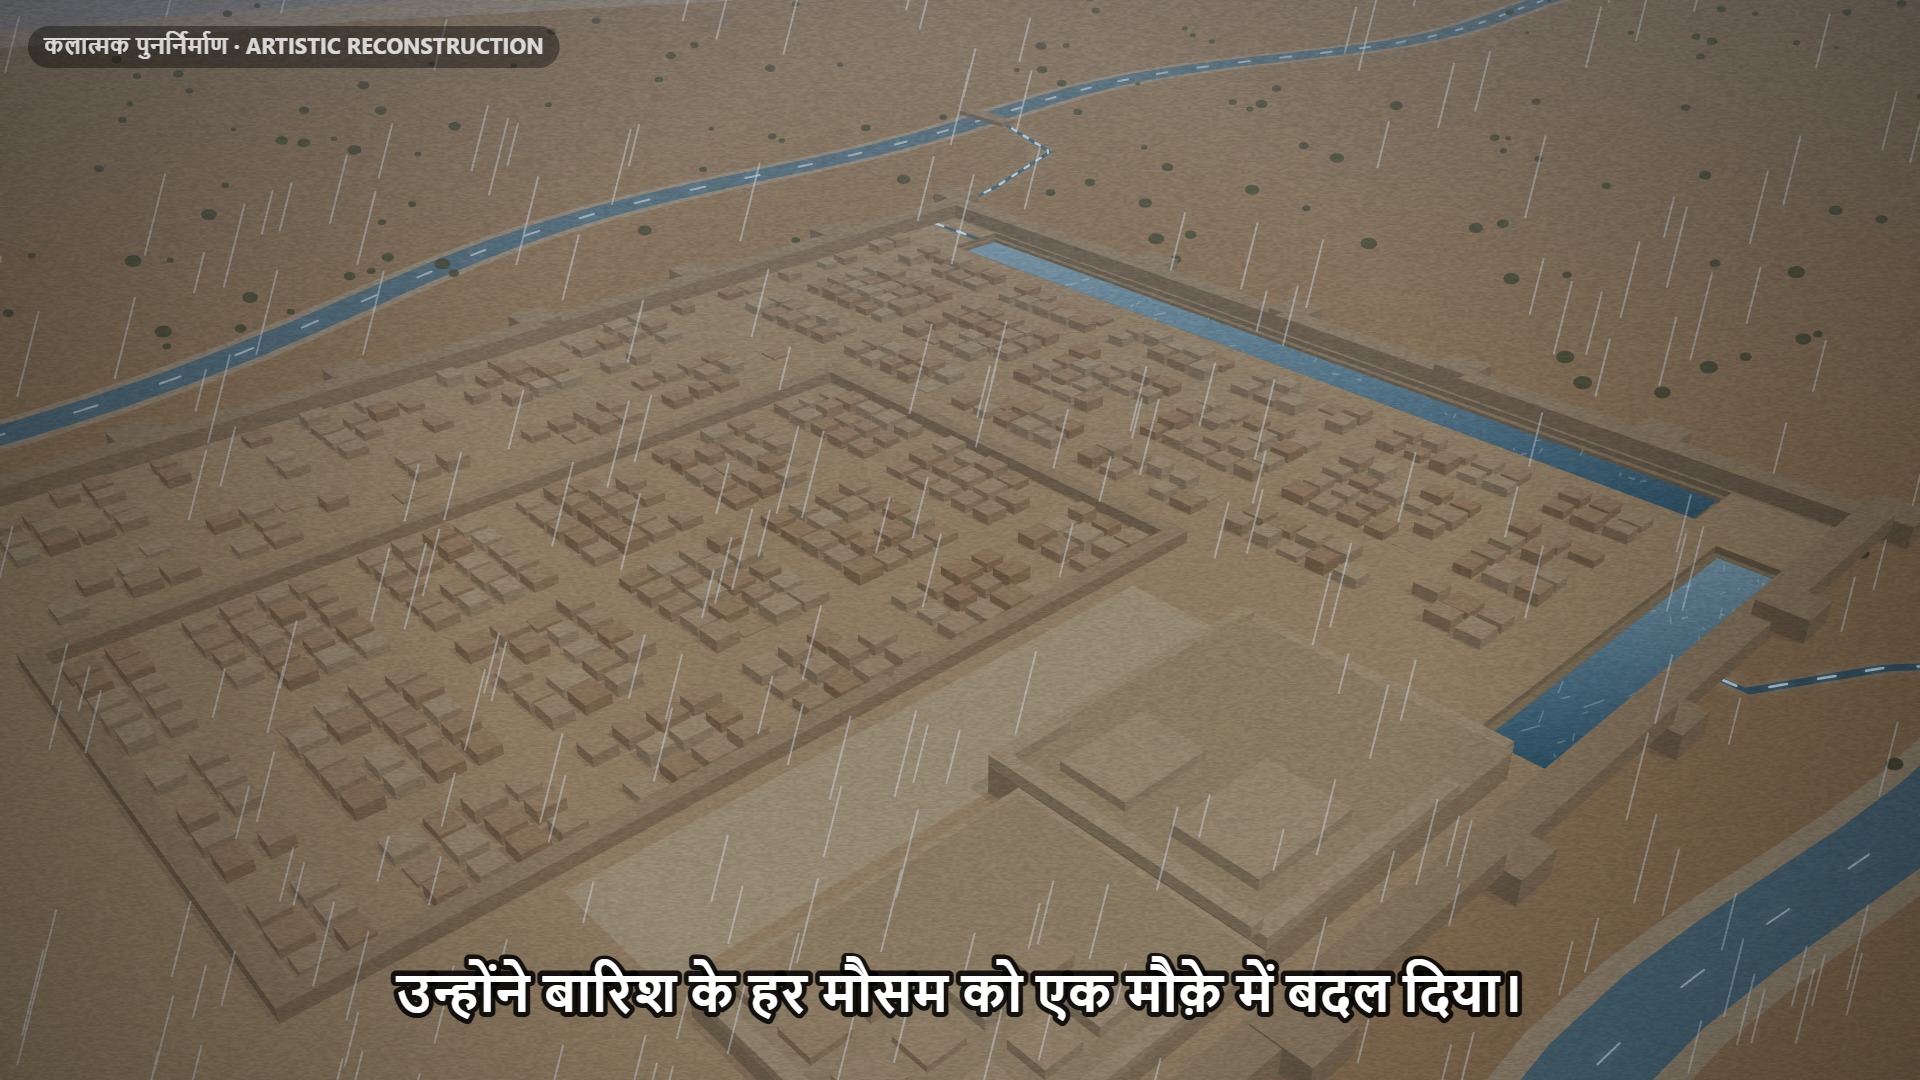 कलात्मक पुनर्निर्माण · ARTISTIC RECONSTRUCTION
उन्होंने बारिश के हर मौसम को एक मौक़े में बदल दिया।